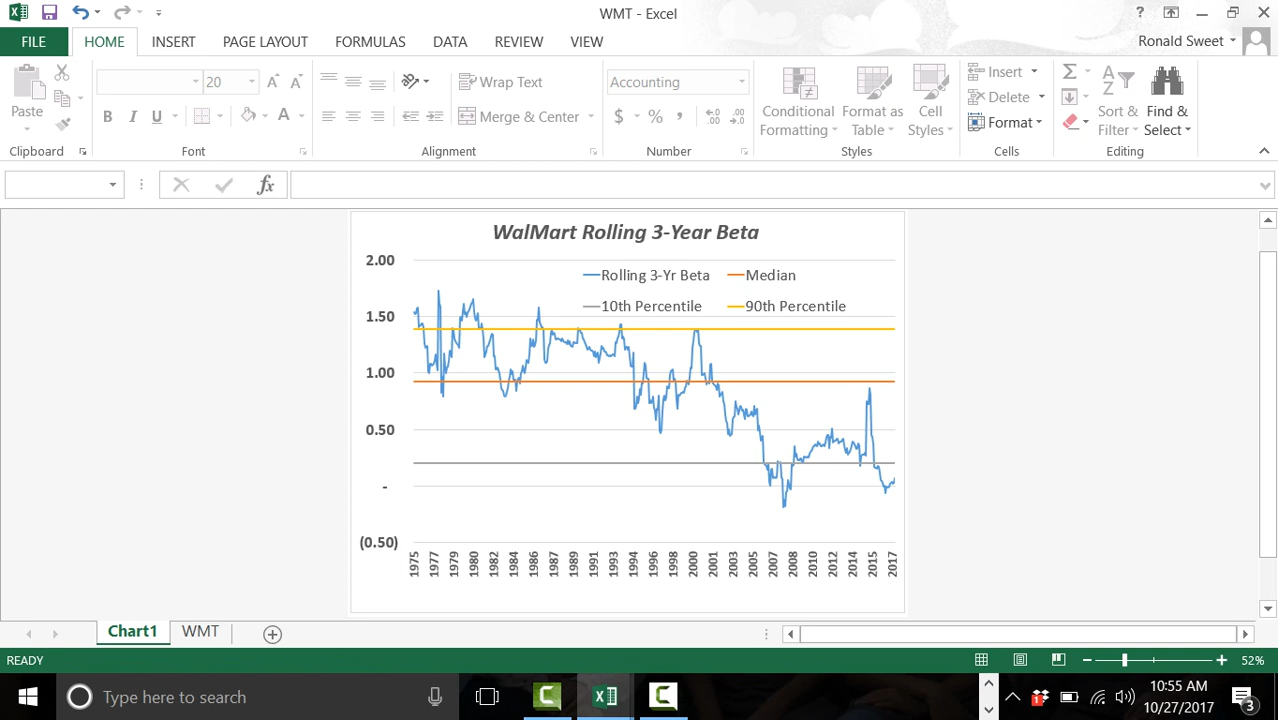 WMT - Excel
?
FILE HOME INSERT PAGE LAYOUT FORMULAS DATA REVIEW VIEW Ronald Sweet
Paste
20
Wrap Text
Accounting
Conditional Formatting
Format as Table
Cell Styles
Insert
Delete
Format
Sort & Filter
Find & Select
B I U A
Merge & Center
$ % ,
Clipboard Font Alignment Number Styles Cells Editing
fx
WalMart Rolling 3-Year Beta
Rolling 3-Yr Beta Median
10th Percentile 90th Percentile
2.00
1.50
1.00
0.50
-
(0.50)
1975 1977 1979 1980 1982 1984 1986 1987 1989 1991 1993 1994 1996 1998 2000 2001 2003 2005 2007 2008 2010 2012 2014 2015 2017
Chart1 WMT
READY 52%
Type here to search
10:55 AM
10/27/2017
3